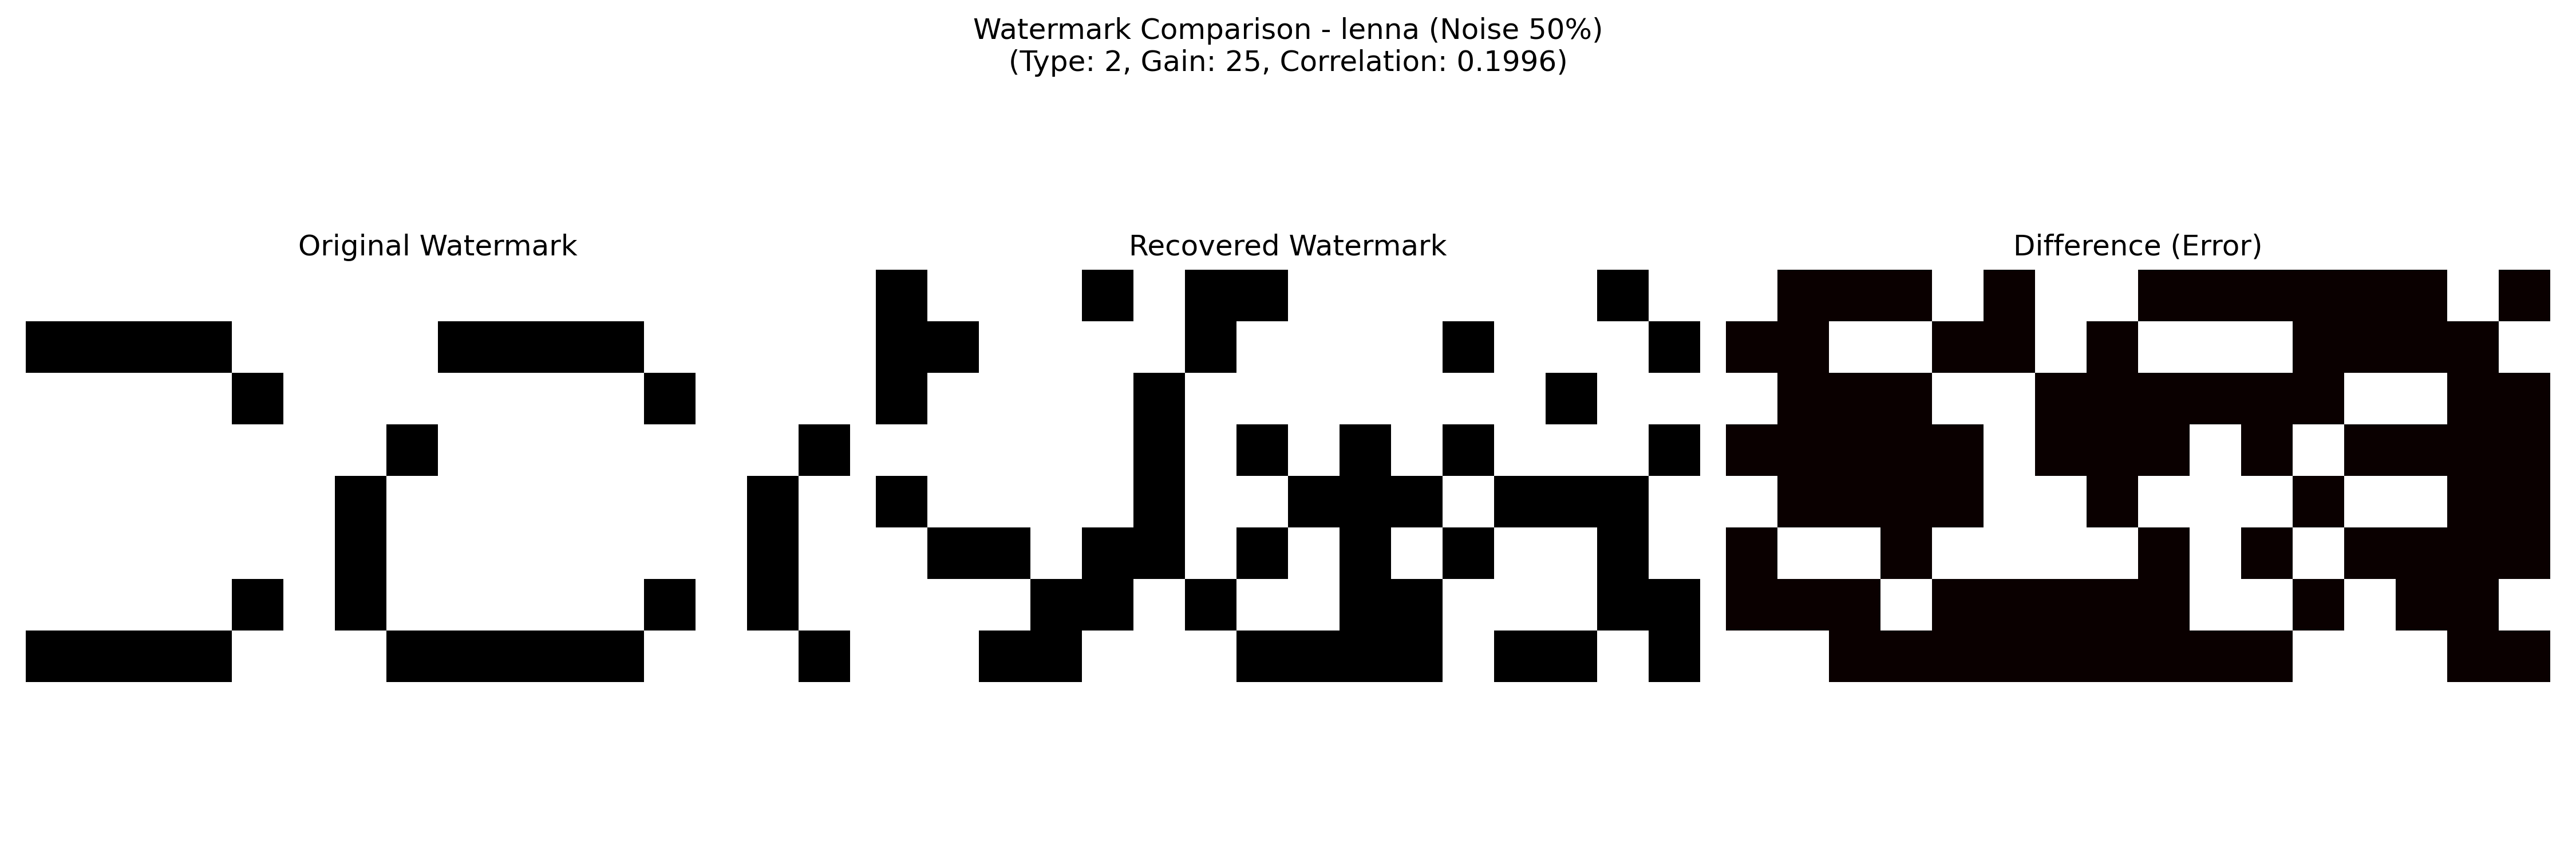 Watermark Comparison - lenna (Noise 50%)
(Type: 2, Gain: 25, Correlation: 0.1996)
Original Watermark
Recovered Watermark
Difference (Error)